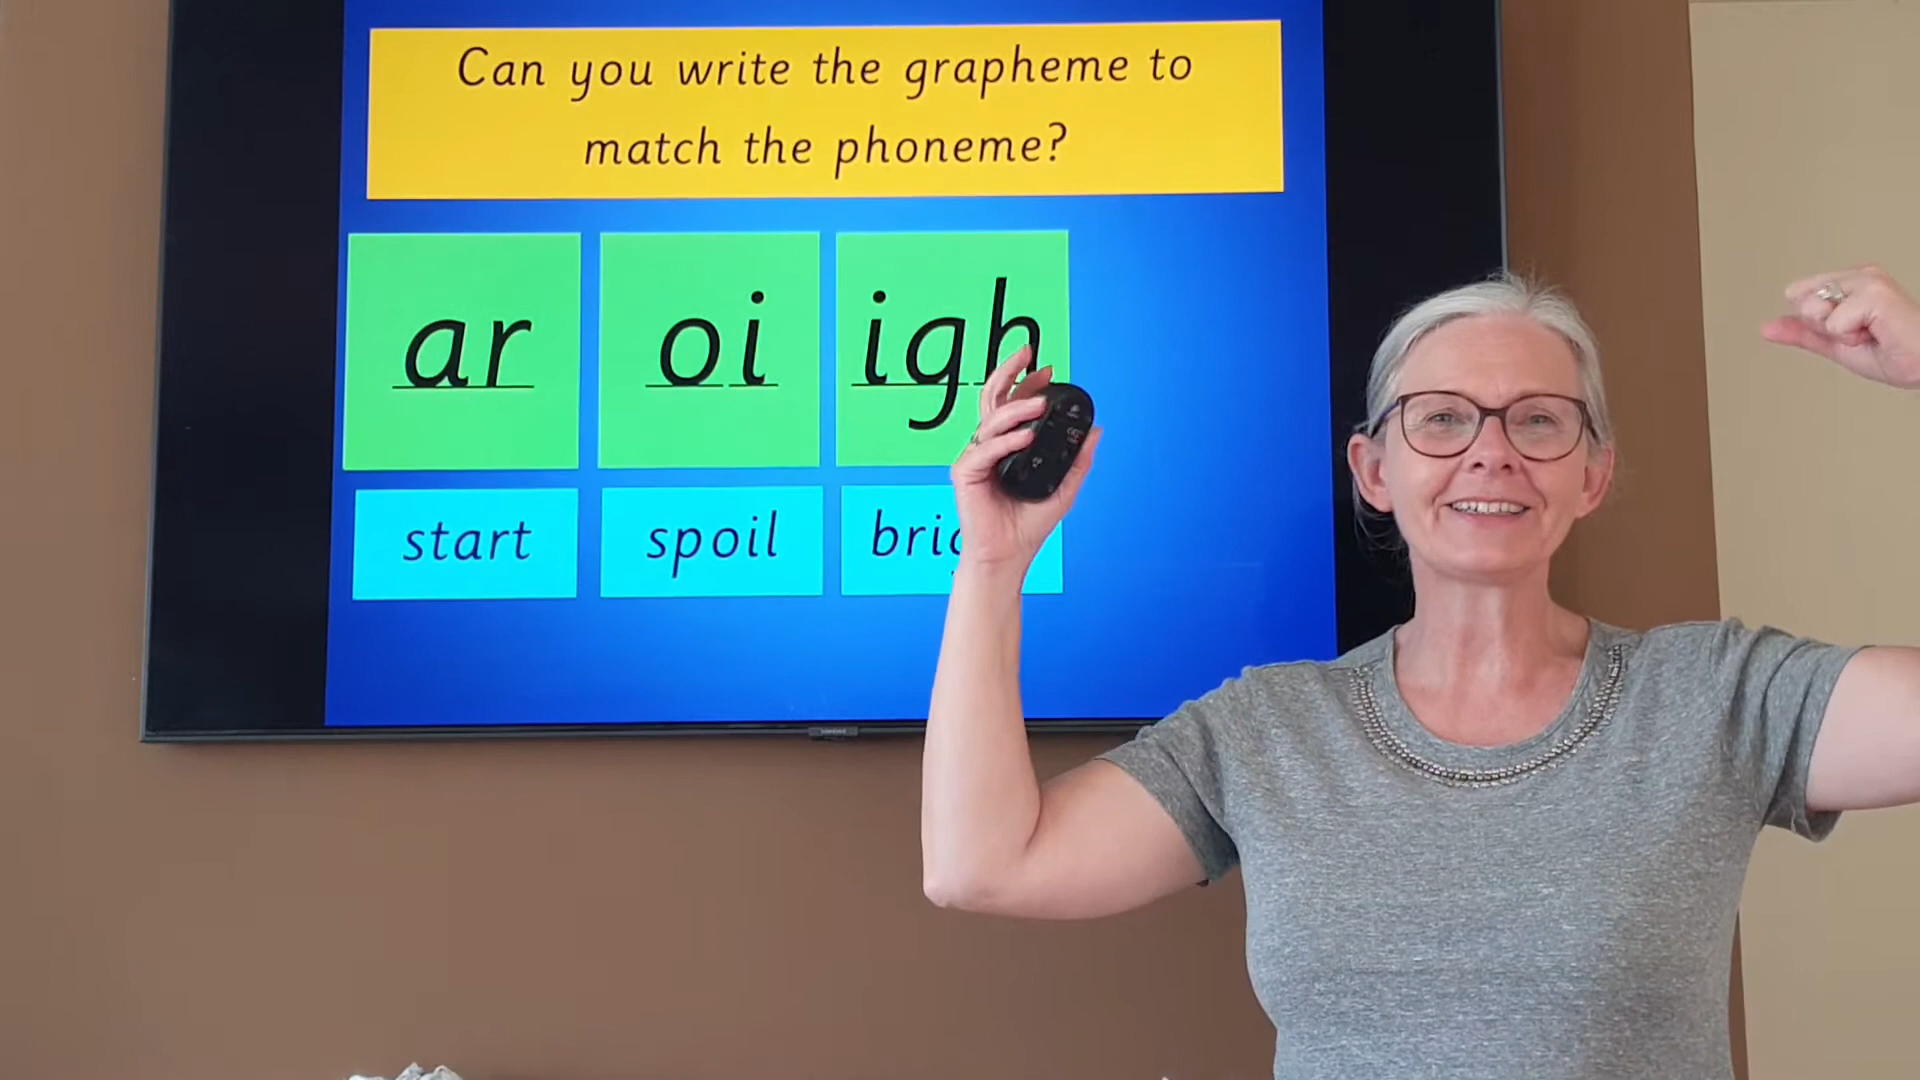 Can you write the grapheme to
match the phoneme?
ar oi igh
start spoil